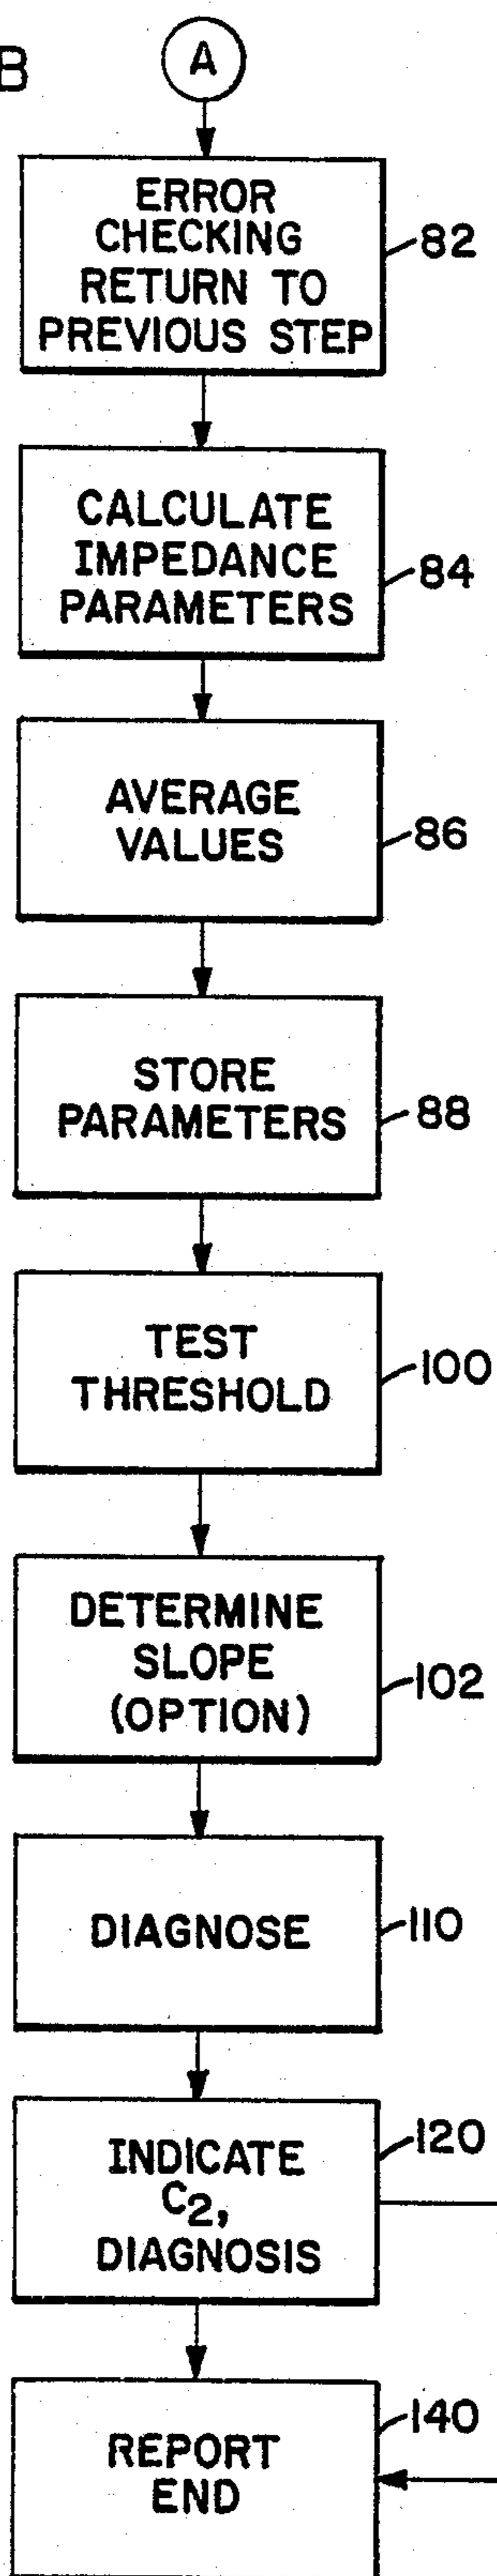 B
A
ERROR
CHECKING
RETURN TO
PREVIOUS STEP
82
CALCULATE
IMPEDANCE
PARAMETERS
84
AVERAGE
VALUES
86
STORE
PARAMETERS
88
TEST
THRESHOLD
100
DETERMINE
SLOPE
(OPTION)
102
DIAGNOSE
110
INDICATE
C2,
DIAGNOSIS
120
REPORT
END
140